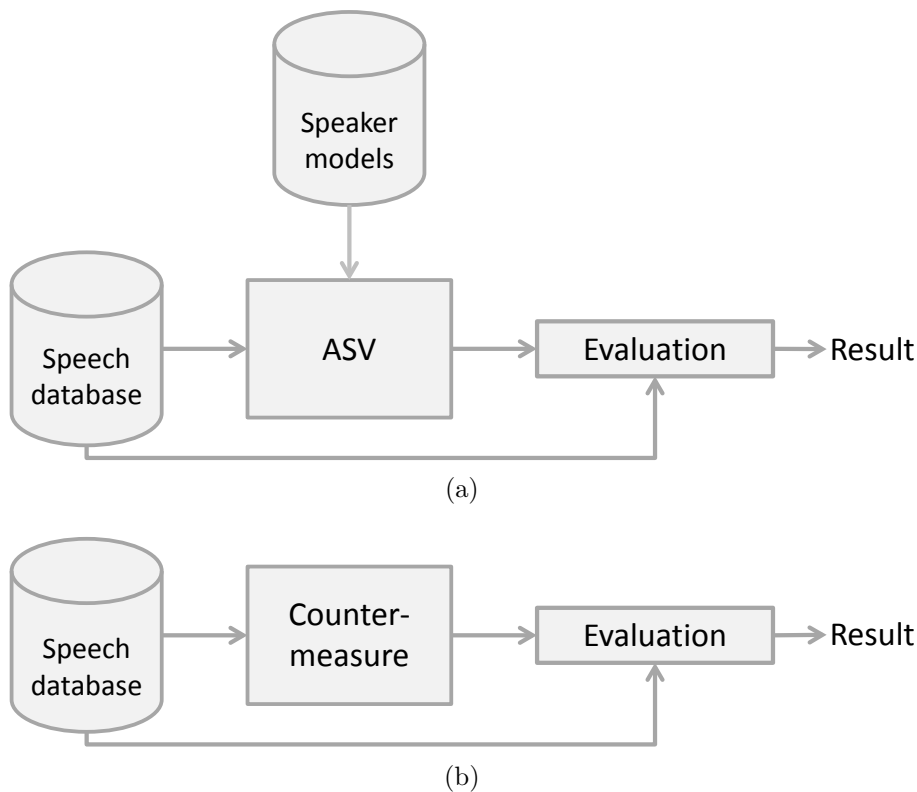 Speaker
models
Speech
database
ASV
Evaluation
Result
(a)
Speech
database
Counter-
measure
Evaluation
Result
(b)